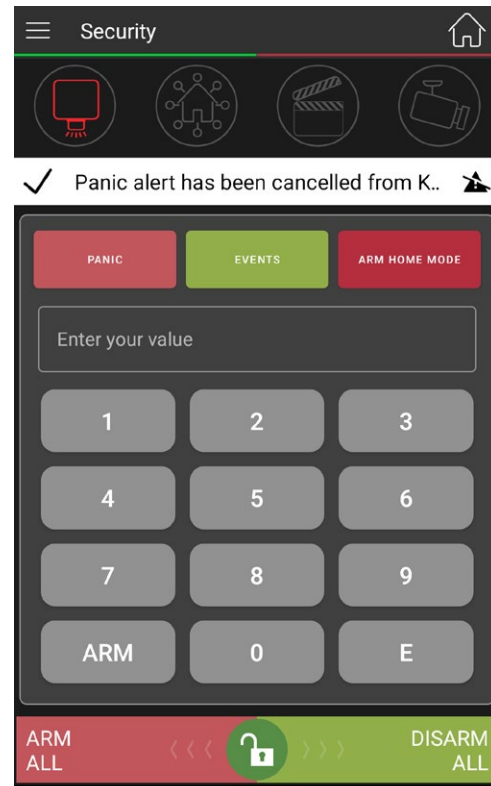 Security
Panic alert has been cancelled from K..
PANIC EVENTS ARM HOME MODE
Enter your value
1 2 3
4 5 6
7 8 9
ARM 0 E
ARM ALL
DISARM ALL